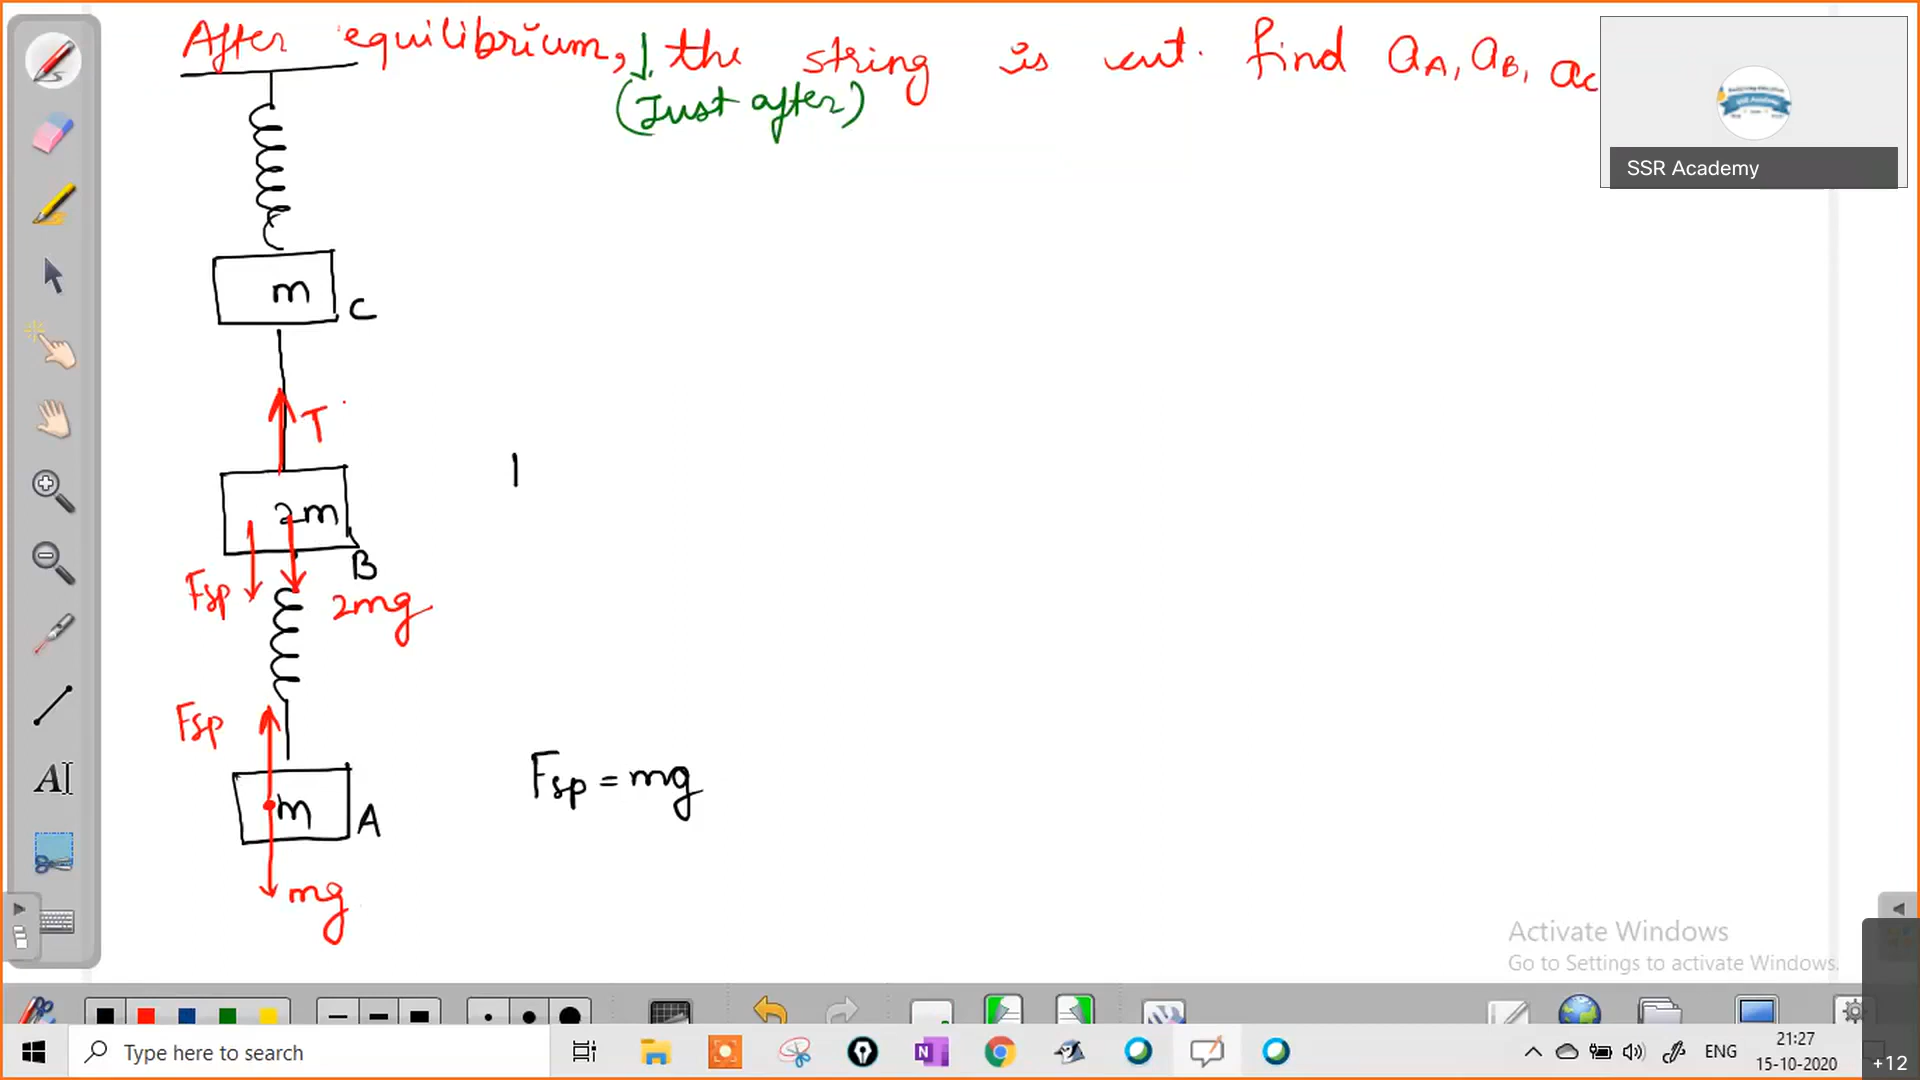 After equilibrium, the string is cut. find aA, aB, ac
(Just after)
SSR Academy
m
C
T
2m
B
Fsp
2mg
Fsp
Fsp = mg
m
A
mg
Activate Windows
Go to Settings to activate Windows.
Type here to search
ENG
21:27
15-10-2020
+12